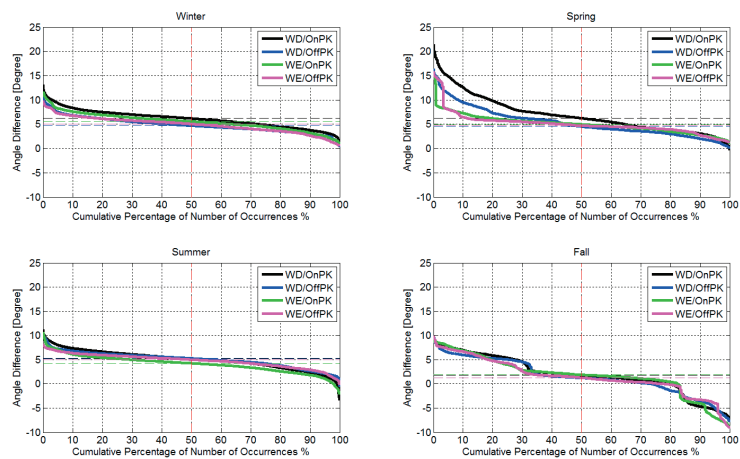 Winter
Angle Difference [Degree]
25
20
15
10
5
0
-5
-10
0 10 20 30 40 50 60 70 80 90 100
Cumulative Percentage of Number of Occurrences %
WD/OnPK
WD/OffPK
WE/OnPK
WE/OffPK
Spring
Angle Difference [Degree]
25
20
15
10
5
0
-5
-10
0 10 20 30 40 50 60 70 80 90 100
Cumulative Percentage of Number of Occurrences %
WD/OnPK
WD/OffPK
WE/OnPK
WE/OffPK
Summer
Angle Difference [Degree]
25
20
15
10
5
0
-5
-10
0 10 20 30 40 50 60 70 80 90 100
Cumulative Percentage of Number of Occurrences %
WD/OnPK
WD/OffPK
WE/OnPK
WE/OffPK
Fall
Angle Difference [Degree]
25
20
15
10
5
0
-5
-10
0 10 20 30 40 50 60 70 80 90 100
Cumulative Percentage of Number of Occurrences %
WD/OnPK
WD/OffPK
WE/OnPK
WE/OffPK